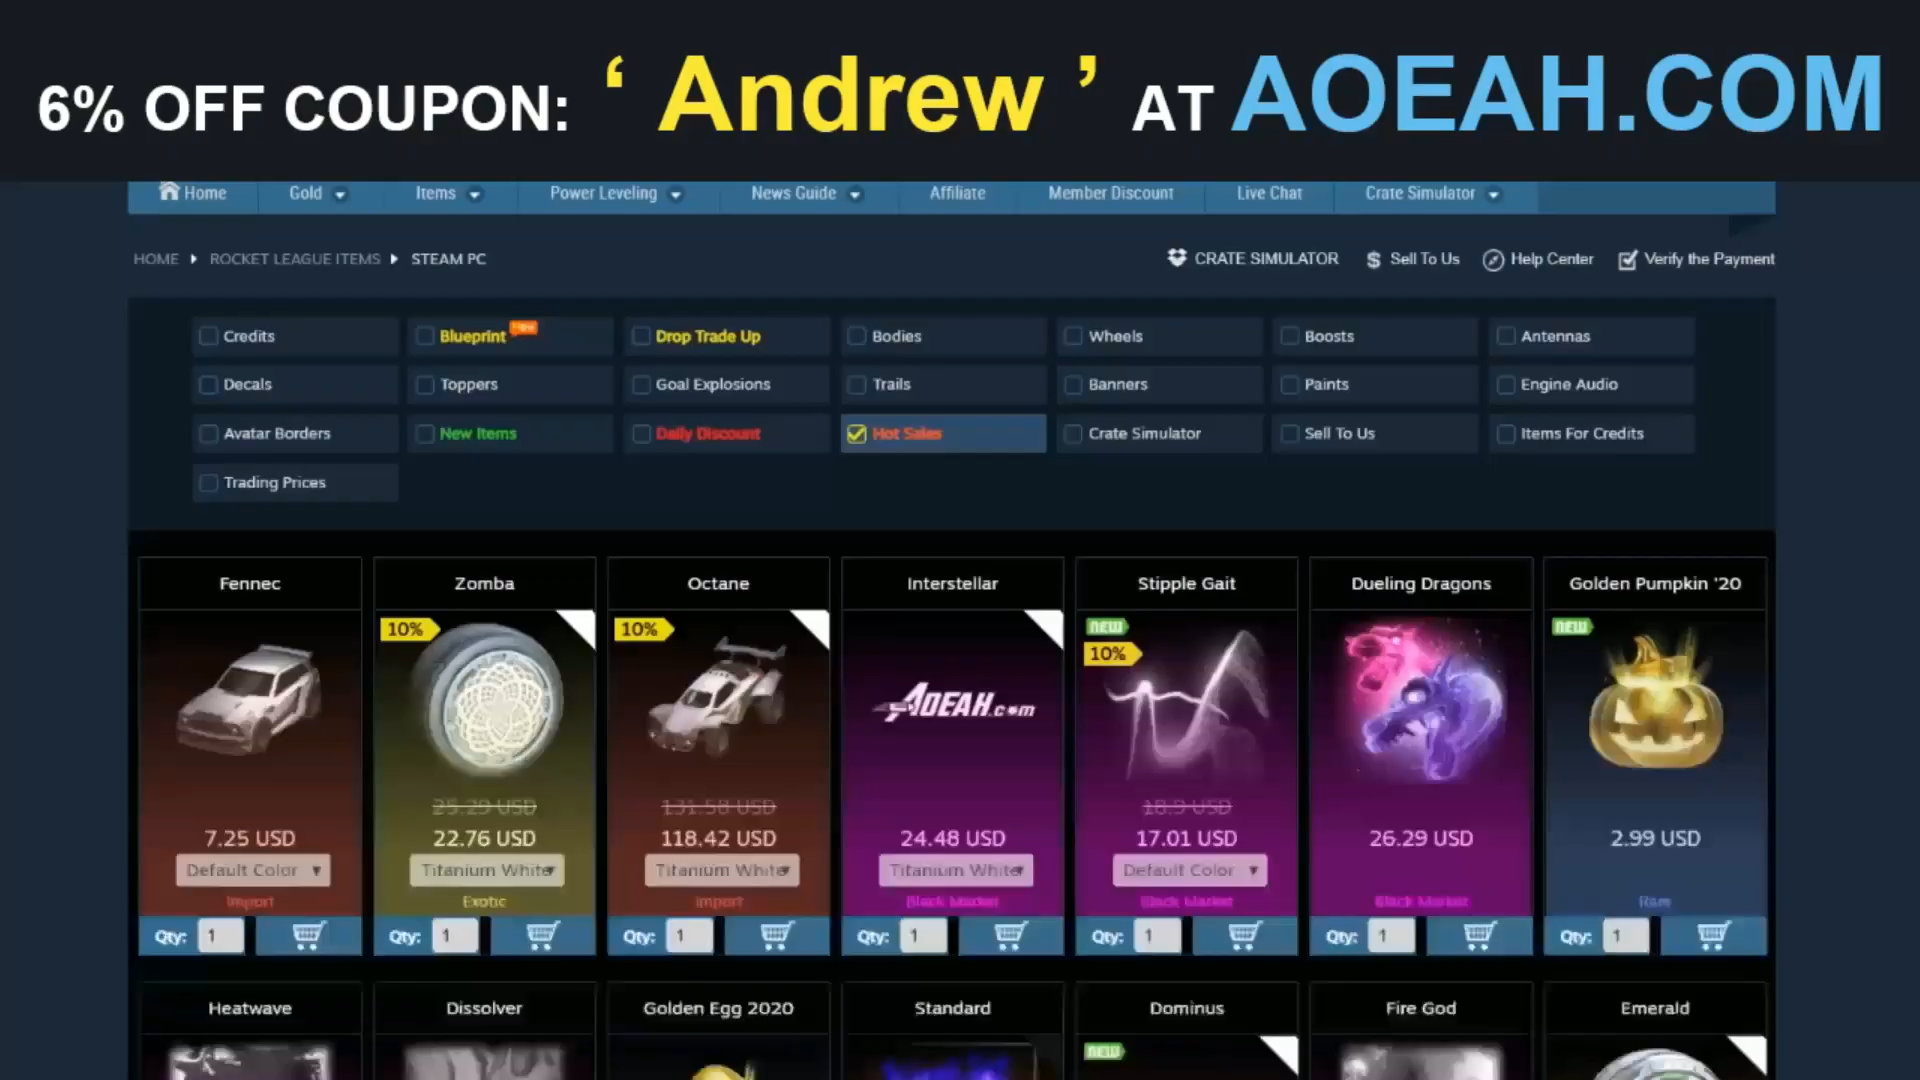 6% OFF COUPON: ‘ Andrew ’ AT AOEAH.COM
Home Gold Items Power Leveling News Guide Affiliate Member Discount Live Chat Crate Simulator
HOME ROCKET LEAGUE ITEMS STEAM PC CRATE SIMULATOR $ Sell To Us Help Center Verify the Payment
Credits Blueprint New Drop Trade Up Bodies Wheels Boosts Antennas
Decals Toppers Goal Explosions Trails Banners Paints Engine Audio
Avatar Borders New Items Daily Discount Hot Sales Crate Simulator Sell To Us Items For Credits
Trading Prices
Fennec Zomba Octane Interstellar Stipple Gait Dueling Dragons Golden Pumpkin '20
10% 10% NEW NEW
10%
AOEAH.com
25.29 USD 131.58 USD 18.9 USD
7.25 USD 22.76 USD 118.42 USD 24.48 USD 17.01 USD 26.29 USD 2.99 USD
Default Color Titanium White Titanium White Titanium White Default Color
Import Exotic Import Black Market Black Market Black Market Rare
Qty: 1 Qty: 1 Qty: 1 Qty: 1 Qty: 1 Qty: 1 Qty: 1
Heatwave Dissolver Golden Egg 2020 Standard Dominus Fire God Emerald
NEW